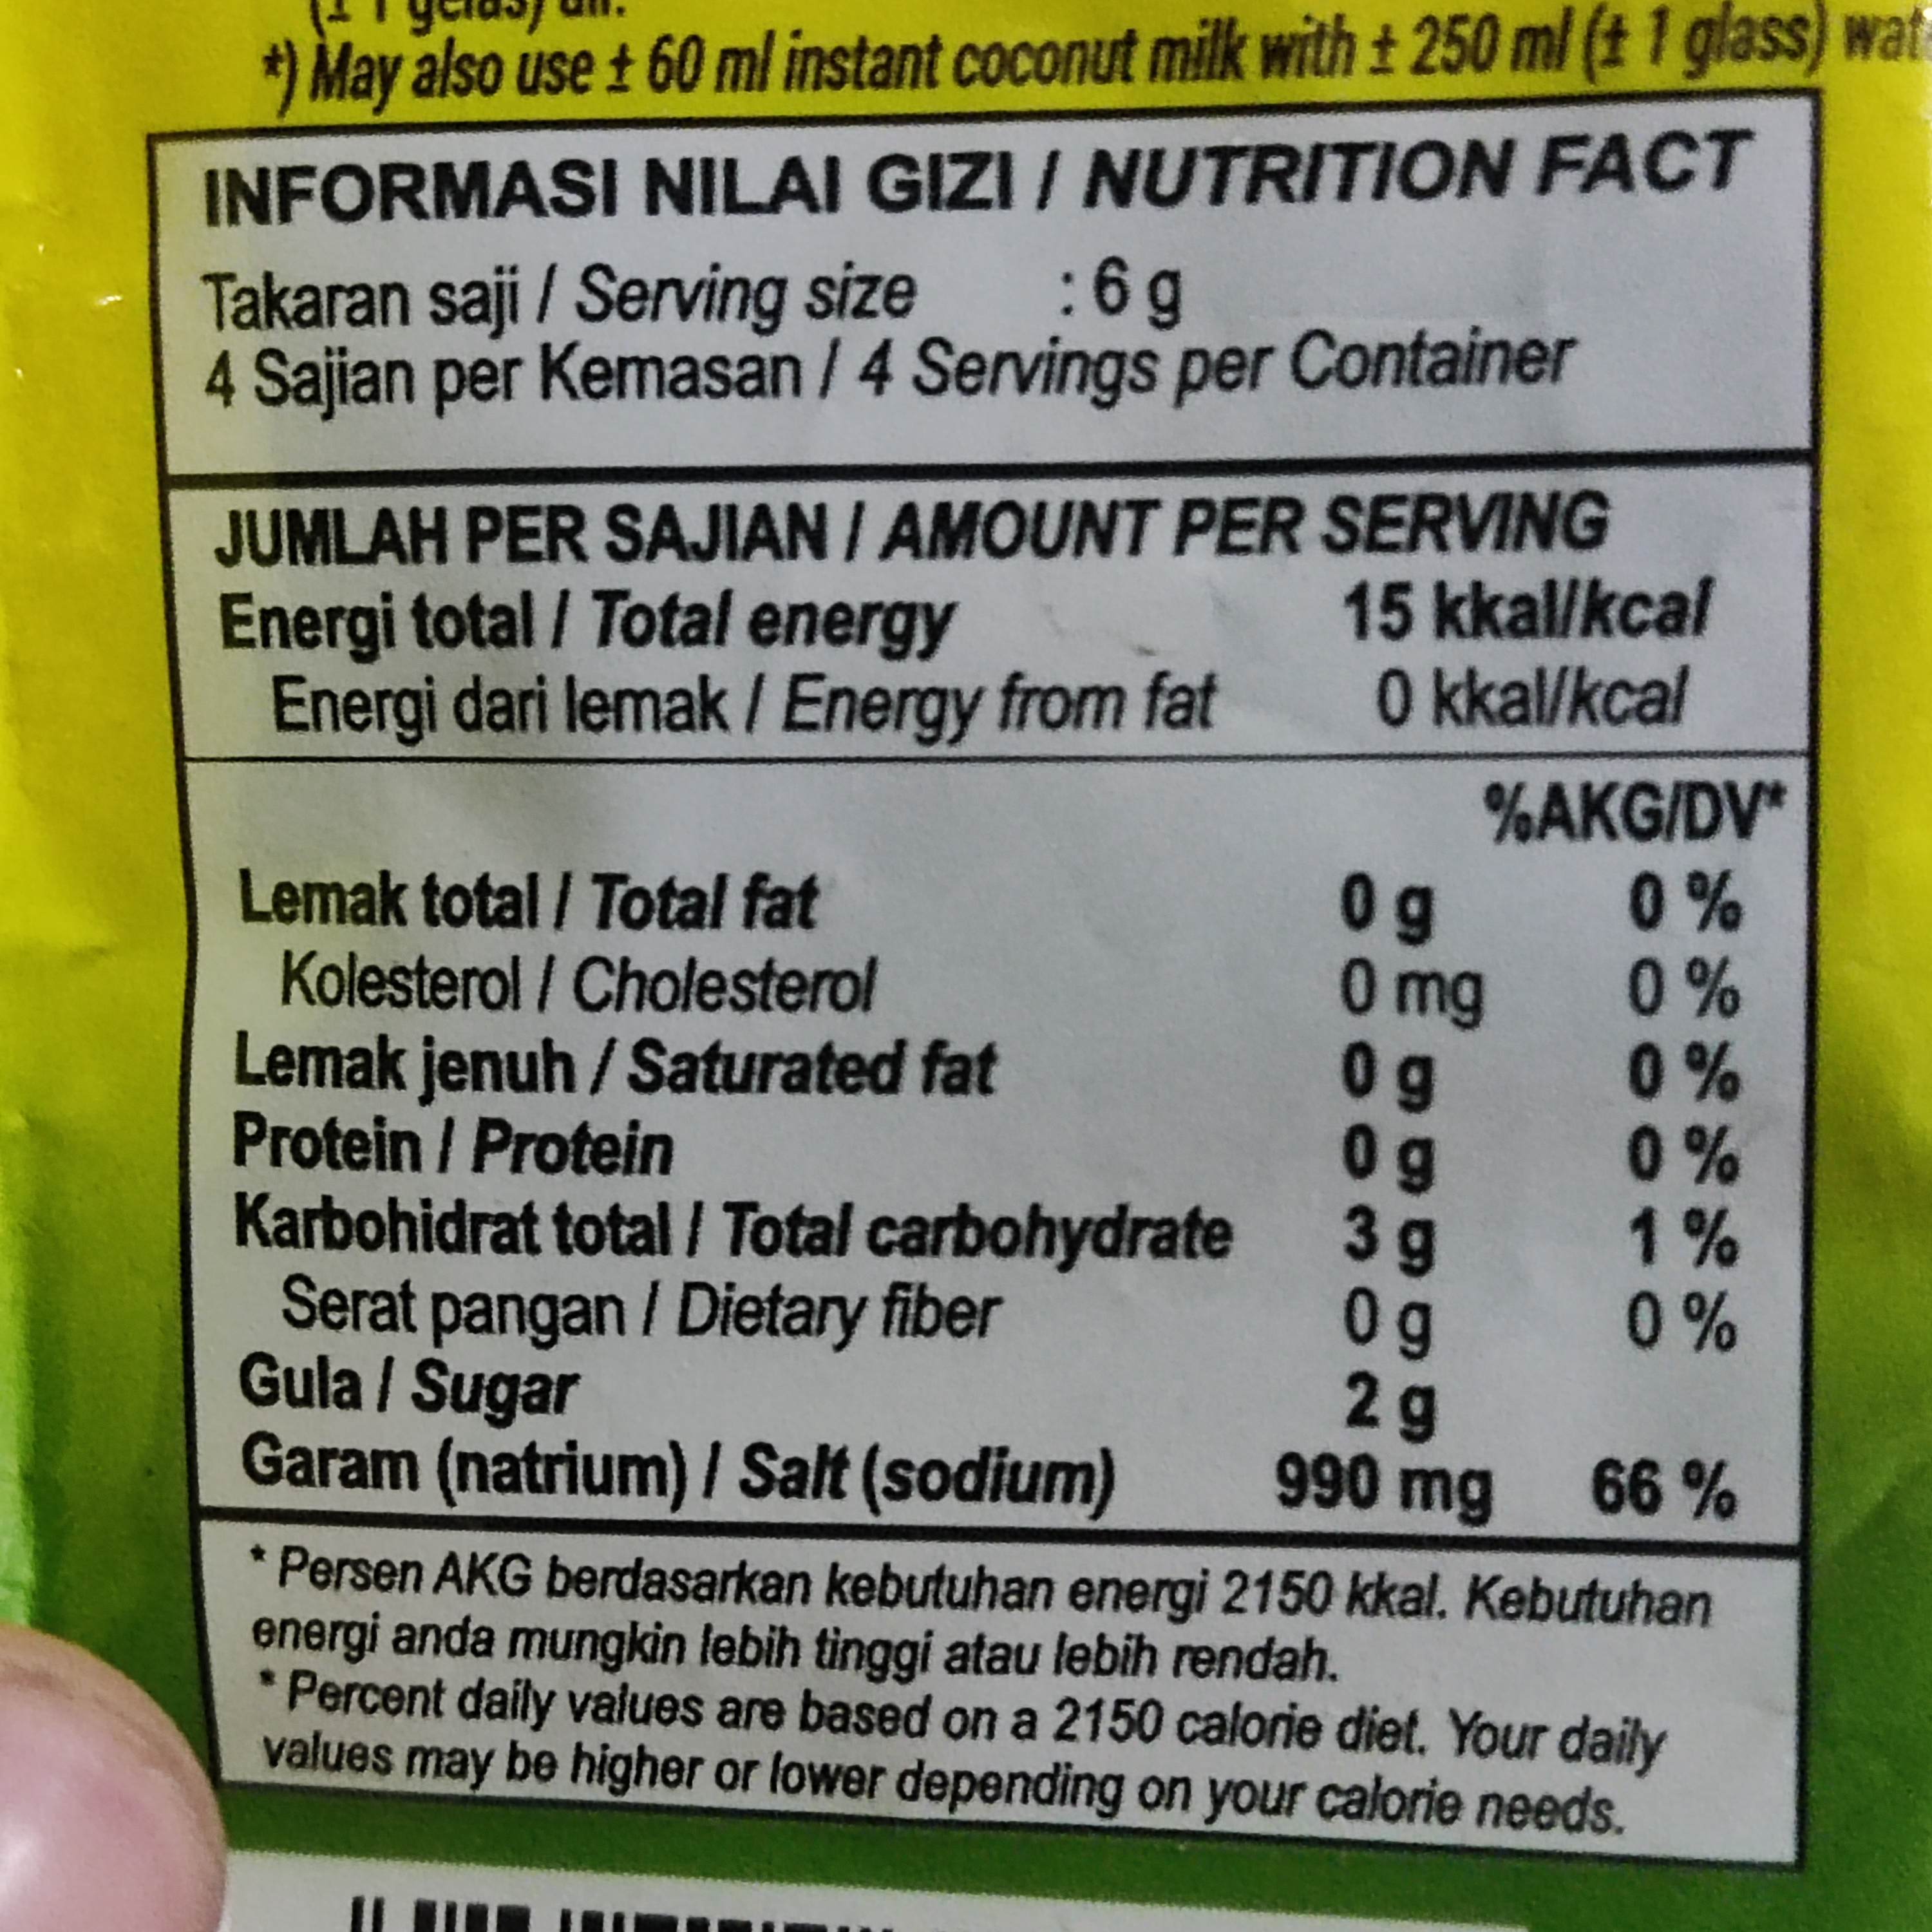 *) May also use ± 60 ml instant coconut milk with ± 250 ml (± 1 glass)
INFORMASI NILAI GIZI / NUTRITION FACT
Takaran saji / Serving size : 6 g
4 Sajian per Kemasan / 4 Servings per Container
JUMLAH PER SAJIAN / AMOUNT PER SERVING
Energi total / Total energy 15 kkal/kcal
Energi dari lemak / Energy from fat 0 kkal/kcal
%AKG/DV*
Lemak total / Total fat 0 g 0 %
Kolesterol / Cholesterol 0 mg 0 %
Lemak jenuh / Saturated fat 0 g 0 %
Protein / Protein 0 g 0 %
Karbohidrat total / Total carbohydrate 3 g 1 %
Serat pangan / Dietary fiber 0 g 0 %
Gula / Sugar 2 g
Garam (natrium) / Salt (sodium) 990 mg 66 %
* Persen AKG berdasarkan kebutuhan energi 2150 kkal. Kebutuhan
energi anda mungkin lebih tinggi atau lebih rendah.
* Percent daily values are based on a 2150 calorie diet. Your daily
values may be higher or lower depending on your calorie needs.